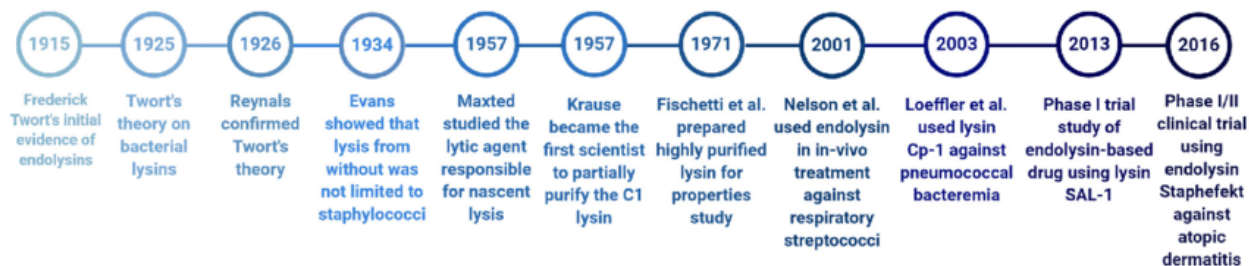 1915
1925
1926
1934
1957
1957
1971
2001
2003
2013
2016
Frederick
Twort's initial
evidence of
endolysins
Twort's
theory on
bacterial
lysins
Reynals
confirmed
Twort's
theory
Evans
showed that
lysis from
without was
not limited to
staphylococci
Maxted
studied the
lytic agent
responsible
for nascent
lysis
Krause
became the
first scientist
to partially
purify the C1
lysin
Fischetti et al.
prepared
highly purified
lysin for
properties
study
Nelson et al.
used endolysin
in in-vivo
treatment
against
respiratory
streptococci
Loeffler et al.
used lysin
Cp-1 against
pneumococcal
bacteremia
Phase I trial
study of
endolysin-based
drug using lysin
SAL-1
Phase I/II
clinical trial
using
endolysin
Staphefekt
against
atopic
dermatitis